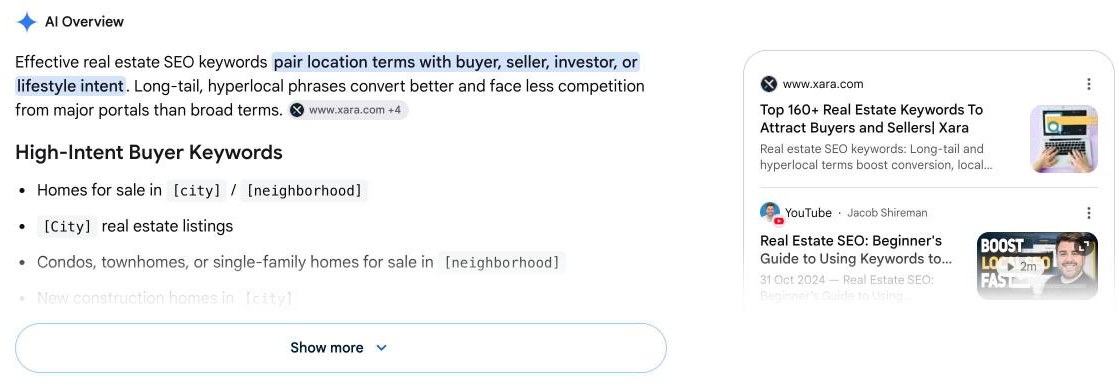 AI Overview
Effective real estate SEO keywords pair location terms with buyer, seller, investor, or
lifestyle intent. Long-tail, hyperlocal phrases convert better and face less competition
from major portals than broad terms. www.xara.com +4
High-Intent Buyer Keywords
• Homes for sale in [city] / [neighborhood]
• [City] real estate listings
• Condos, townhomes, or single-family homes for sale in [neighborhood]
• New construction homes in [city]
Show more
www.xara.com
Top 160+ Real Estate Keywords To
Attract Buyers and Sellers| Xara
Real estate SEO keywords: Long-tail and
hyperlocal terms boost conversion, local...
YouTube · Jacob Shireman
Real Estate SEO: Beginner's
Guide to Using Keywords to...
31 Oct 2024 — Real Estate SEO:
Beginner's Guide to Using...
BOOST
FAST
2m